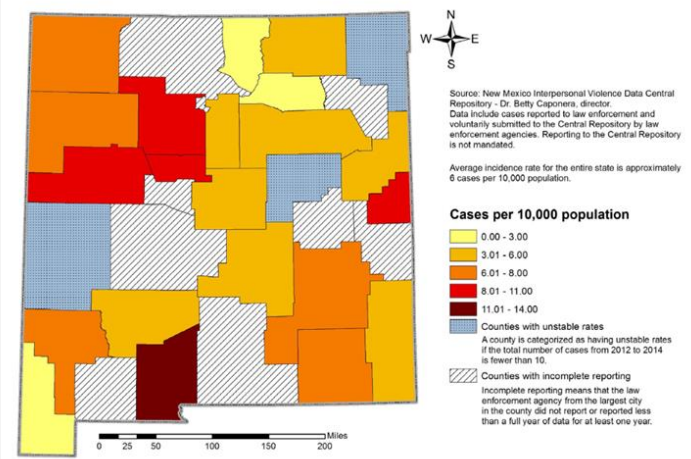 N
W E
S
Source: New Mexico Interpersonal Violence Data Central
Repository - Dr. Betty Caponera, director.
Data include cases reported to law enforcement and
voluntarily submitted to the Central Repository by law
enforcement agencies. Reporting to the Central Repository
is not mandated.
Average incidence rate for the entire state is approximately
6 cases per 10,000 population.
Cases per 10,000 population
0.00 - 3.00
3.01 - 6.00
6.01 - 8.00
8.01 - 11.00
11.01 - 14.00
Counties with unstable rates
A county is categorized as having unstable rates
if the total number of cases from 2012 to 2014
is fewer than 10.
Counties with incomplete reporting
Incomplete reporting means that the law
enforcement agency from the largest city
in the county did not report or reported less
than a full year of data for at least one year.
Miles
0 25 50 100 150 200